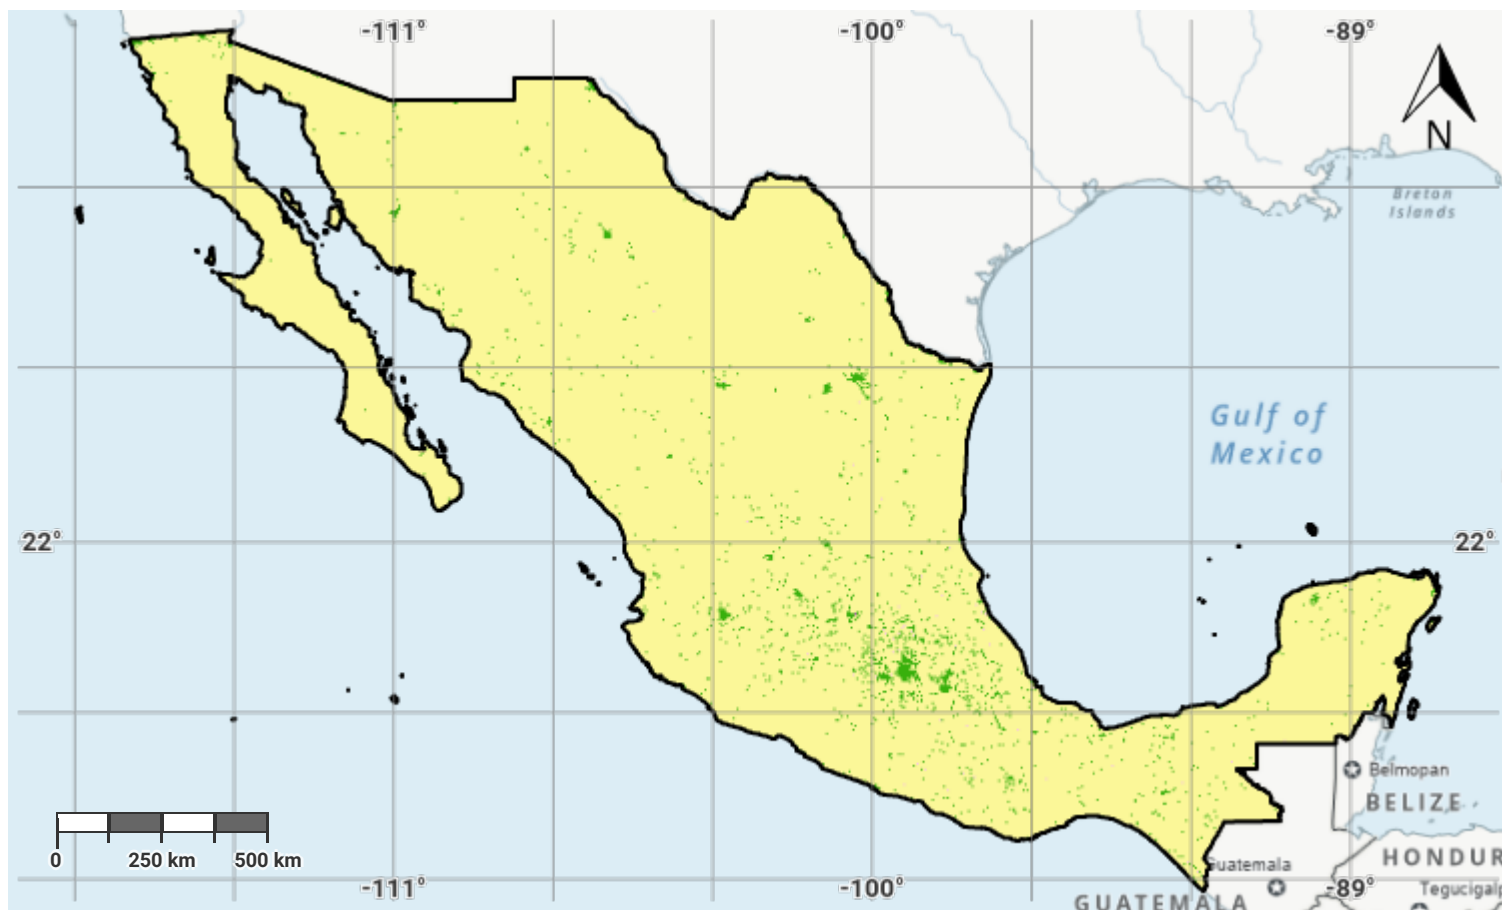 -111° -100° -89°
N
Breton
Islands
Gulf of
Mexico
22° 22°
Belmopan
BELIZE
0 250 km 500 km
Guatemala
HONDUR
-111° -100° -89°
Tegucigal
GUATEMALA